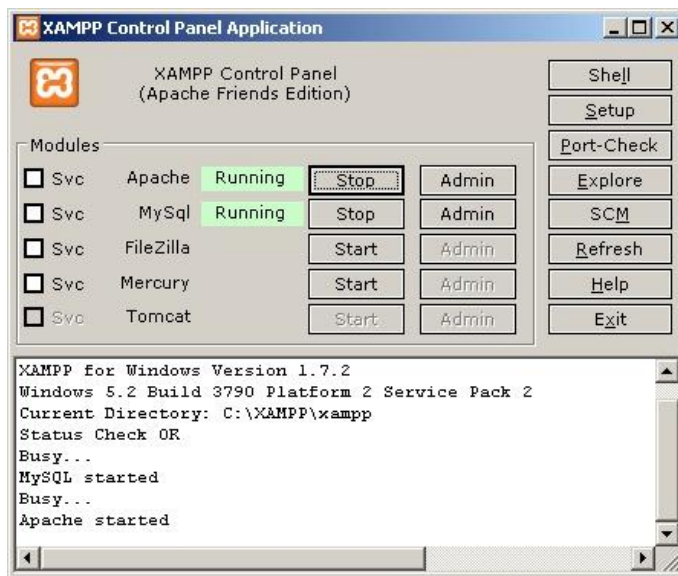 XAMPP Control Panel Application
XAMPP Control Panel
(Apache Friends Edition)
Shell
Setup
Port-Check
Explore
SCM
Refresh
Help
Exit
Modules
Svc Apache Running Stop Admin
Svc MySql Running Stop Admin
Svc FileZilla Start Admin
Svc Mercury Start Admin
Svc Tomcat Start Admin
XAMPP for Windows Version 1.7.2
Windows 5.2 Build 3790 Platform 2 Service Pack 2
Current Directory: C:\XAMPP\xampp
Status Check OK
Busy...
MySQL started
Busy...
Apache started